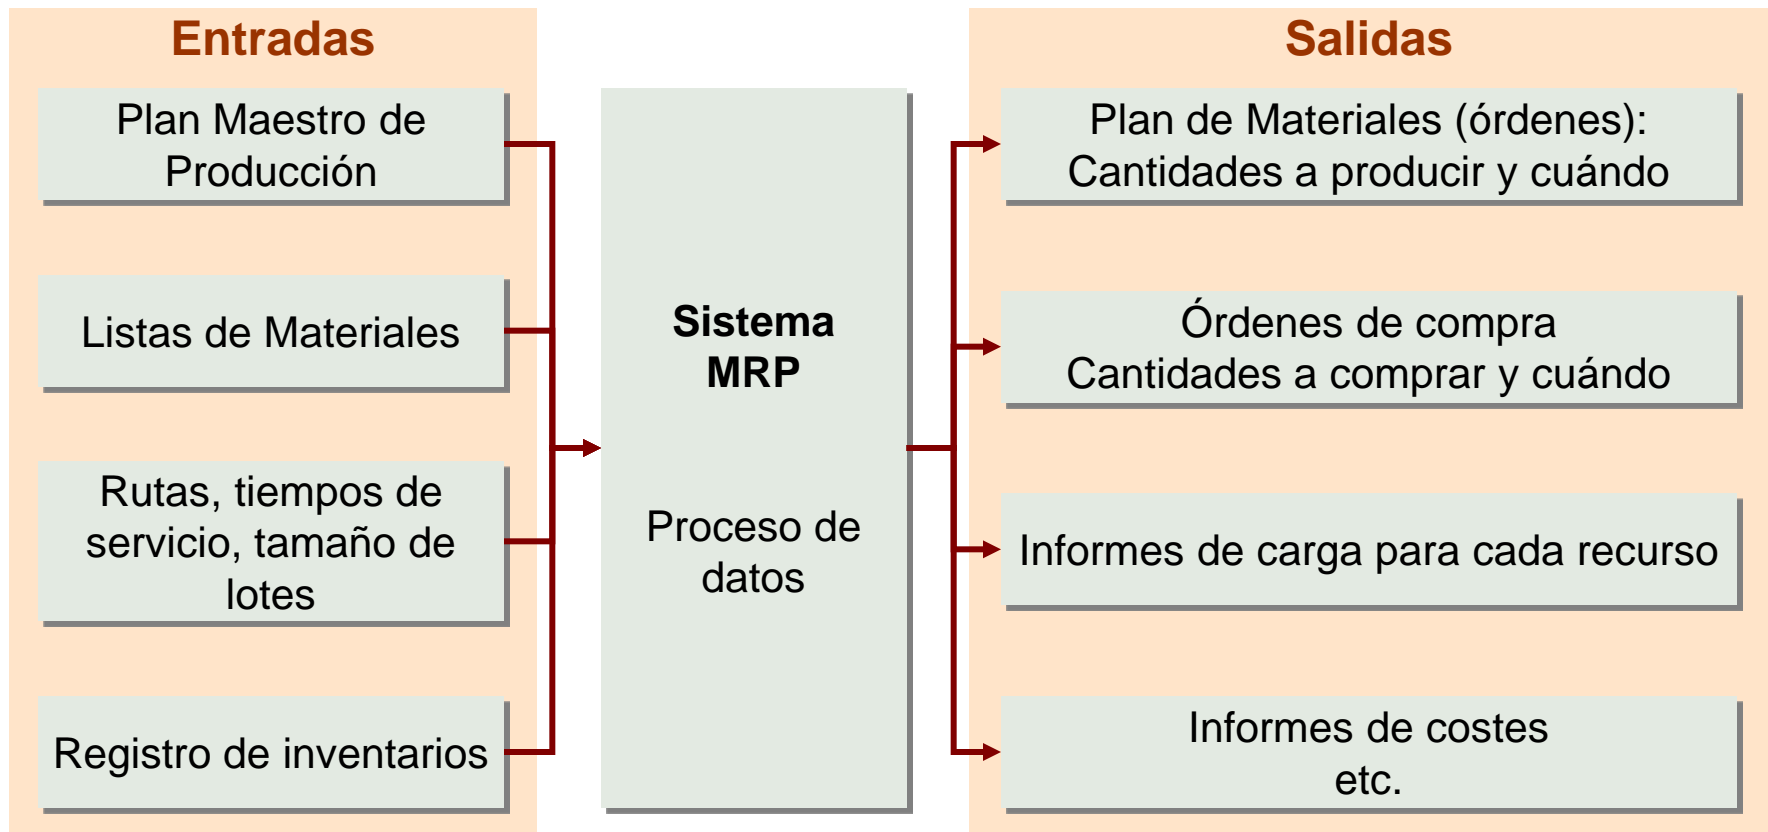 Entradas
Plan Maestro de
Producción
Listas de Materiales
Rutas, tiempos de
servicio, tamaño de
lotes
Registro de inventarios
Sistema
MRP
Proceso de
datos
Salidas
Plan de Materiales (órdenes):
Cantidades a producir y cuándo
Órdenes de compra
Cantidades a comprar y cuándo
Informes de carga para cada recurso
Informes de costes
etc.